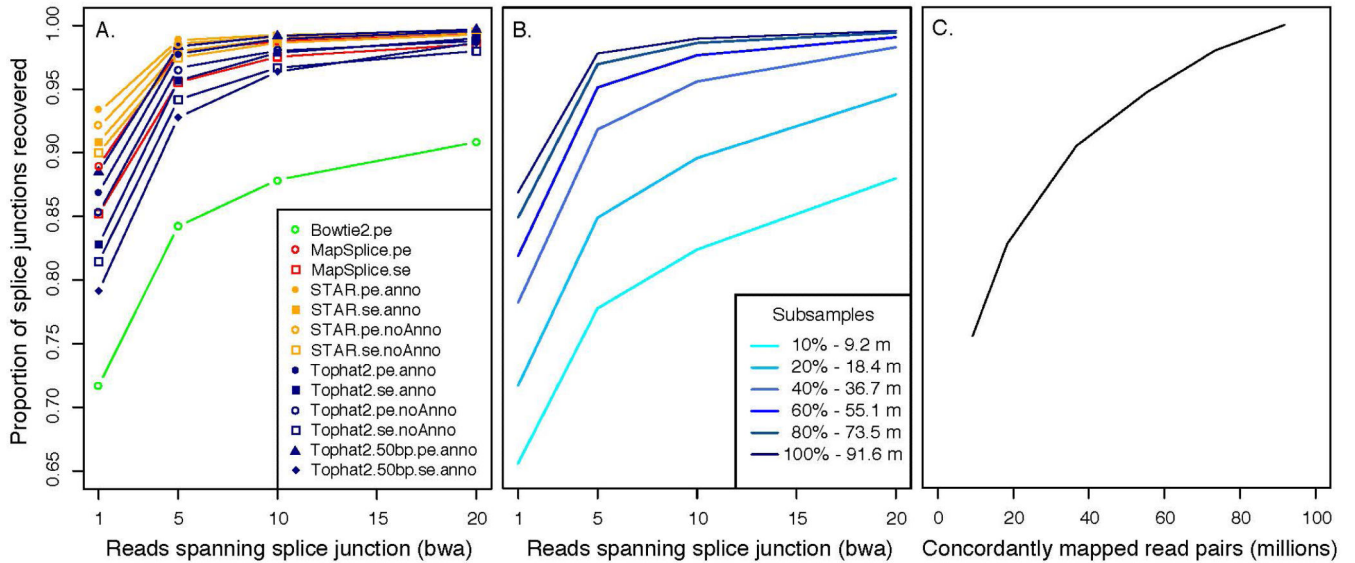 Proportion of splice junctions recovered
1.00
0.95
0.90
0.85
0.80
0.75
0.70
0.65
A.
Bowtie2.pe
MapSplice.pe
MapSplice.se
STAR.pe.anno
STAR.se.anno
STAR.pe.noAnno
STAR.se.noAnno
Tophat2.pe.anno
Tophat2.se.anno
Tophat2.pe.noAnno
Tophat2.se.noAnno
Tophat2.50bp.pe.anno
Tophat2.50bp.se.anno
1 5 10 15 20
Reads spanning splice junction (bwa)
B.
Subsamples
10% - 9.2 m
20% - 18.4 m
40% - 36.7 m
60% - 55.1 m
80% - 73.5 m
100% - 91.6 m
1 5 10 15 20
Reads spanning splice junction (bwa)
C.
0 20 40 60 80 100
Concordantly mapped read pairs (millions)